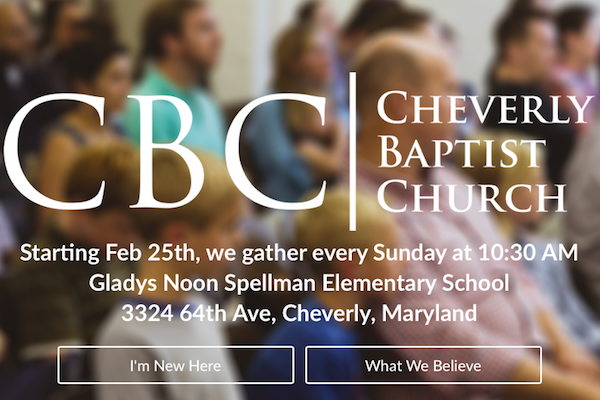 CBC
CHEVERLY
BAPTIST
CHURCH
Starting Feb 25th, we gather every Sunday at 10:30 AM
Gladys Noon Spellman Elementary School
3324 64th Ave, Cheverly, Maryland
I'm New Here
What We Believe